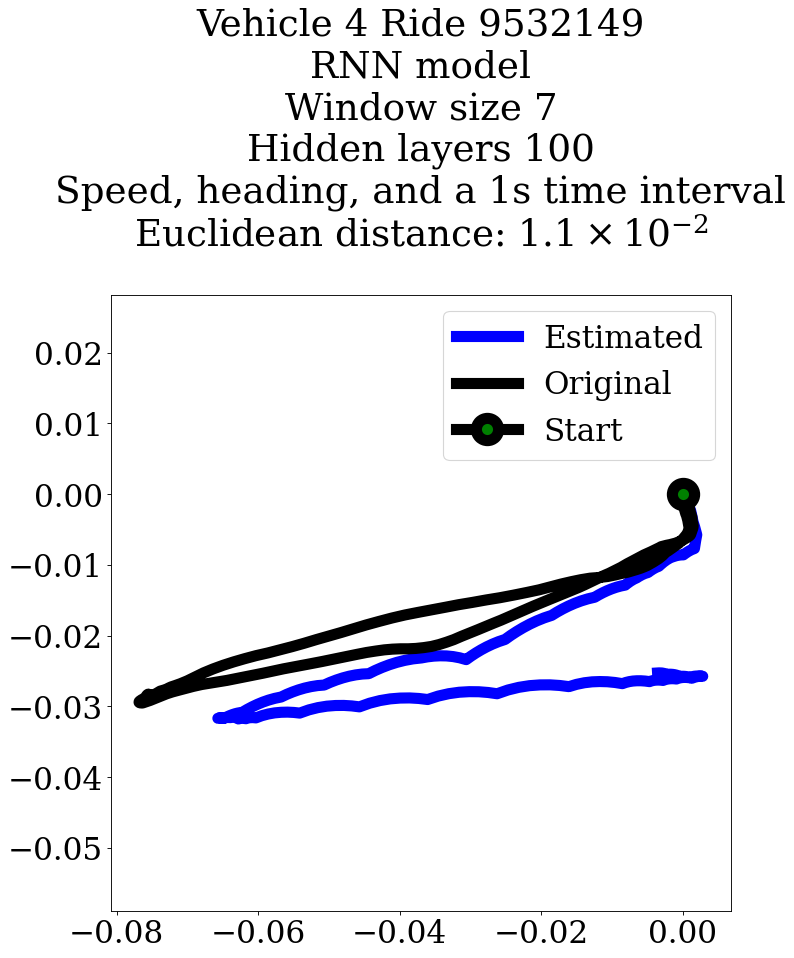 Vehicle 4 Ride 9532149
RNN model
Window size 7
Hidden layers 100
Speed, heading, and a 1s time interval
Euclidean distance: 1.1 × 10⁻²
Estimated
Original
Start
0.02
0.01
0.00
−0.01
−0.02
−0.03
−0.04
−0.05
−0.08 −0.06 −0.04 −0.02 0.00